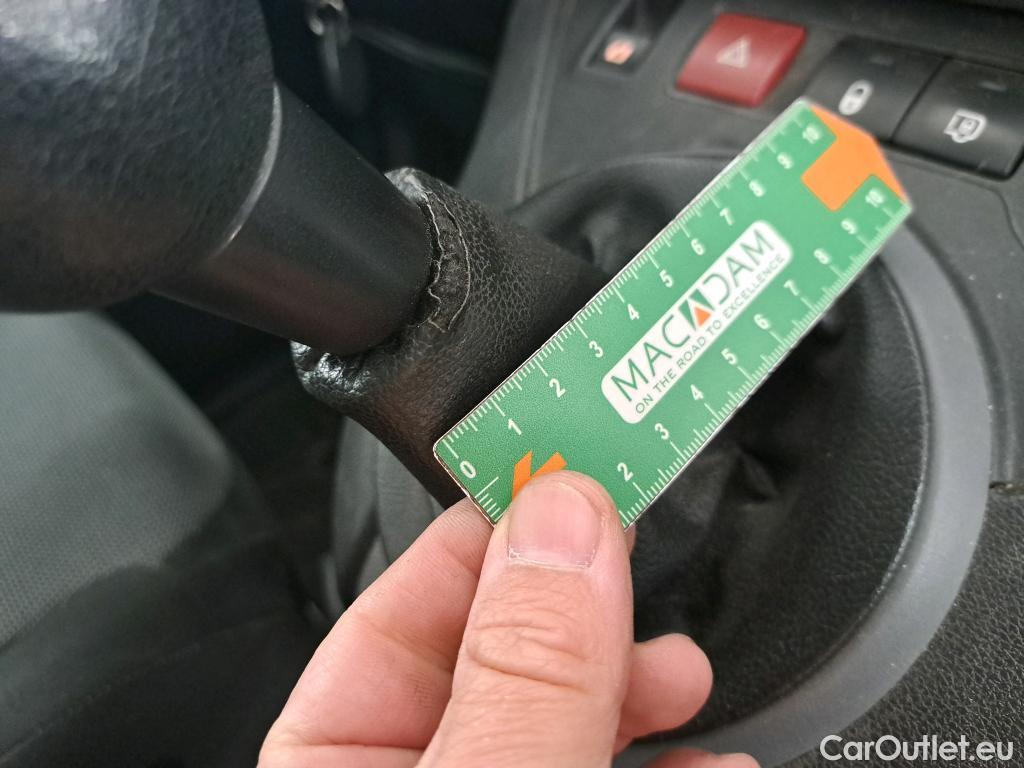 0 1 2 3 4 5 6 7 8 9 10
MACADAM
ON THE ROAD TO EXCELLENCE
2 3 4 5 6 7 8 9 10
CarOutlet.eu